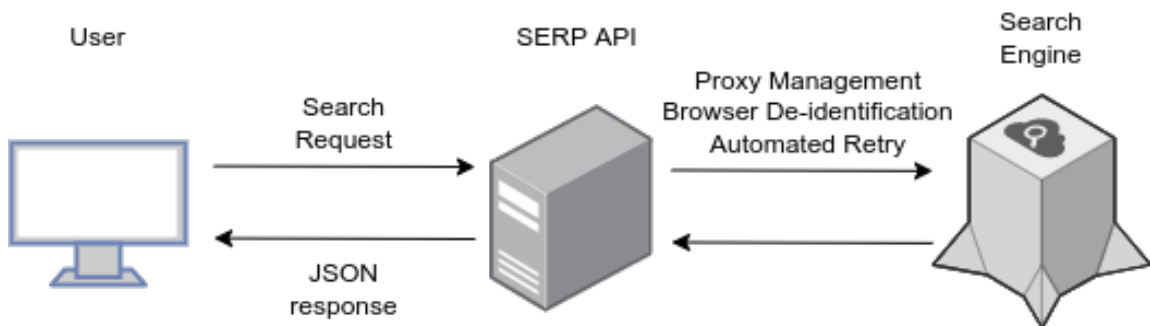 User
SERP API
Search
Engine
Search
Request
Proxy Management
Browser De-identification
Automated Retry
JSON
response